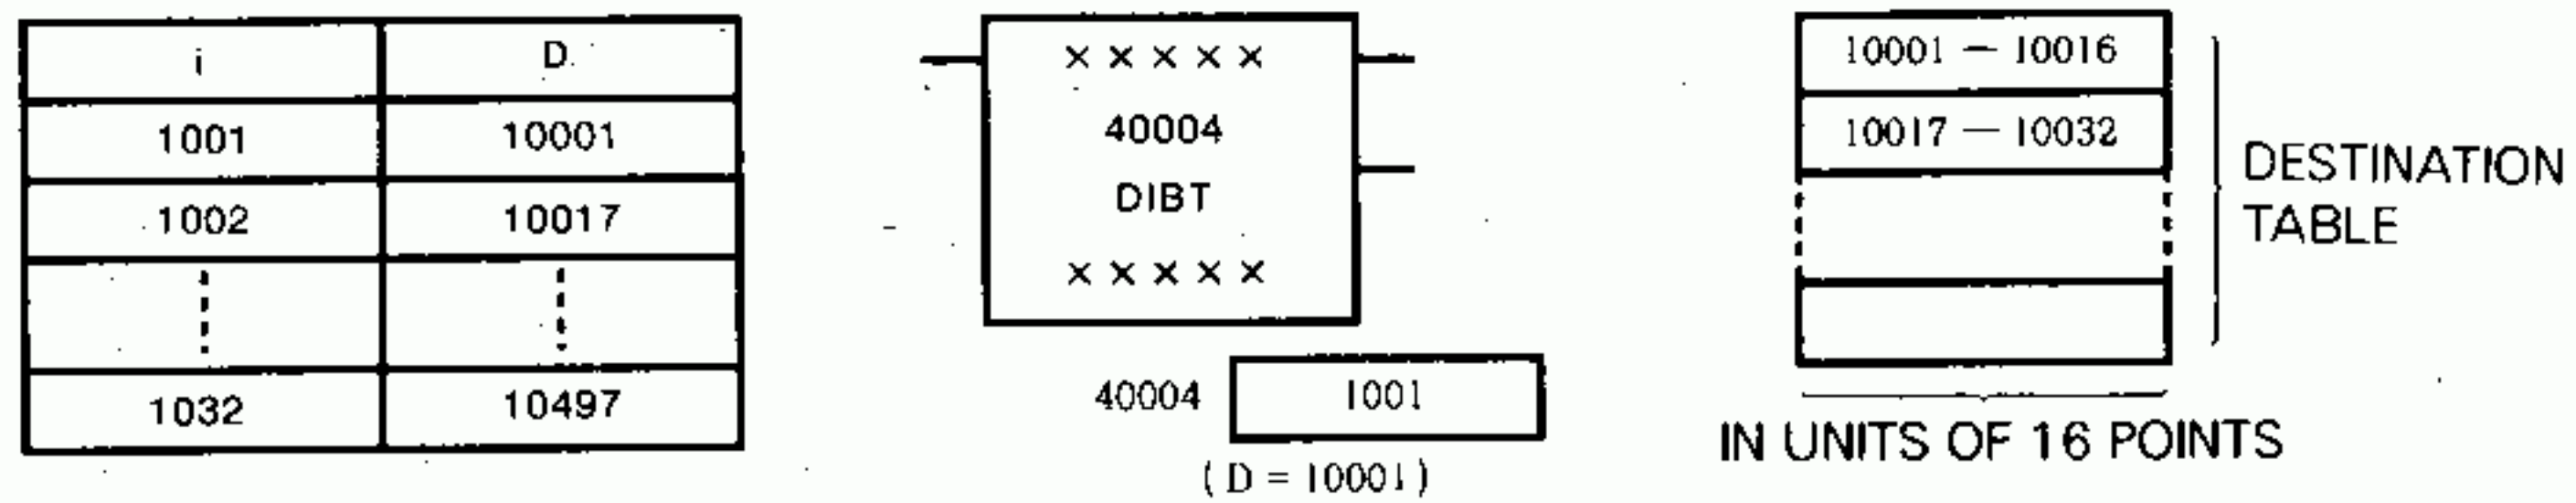 i D
1001 10001
1002 10017
1032 10497
× × × × ×
40004
DIBT
× × × × ×
40004 1001
( D = 10001 )
10001 — 10016
10017 — 10032
DESTINATION
TABLE
IN UNITS OF 16 POINTS